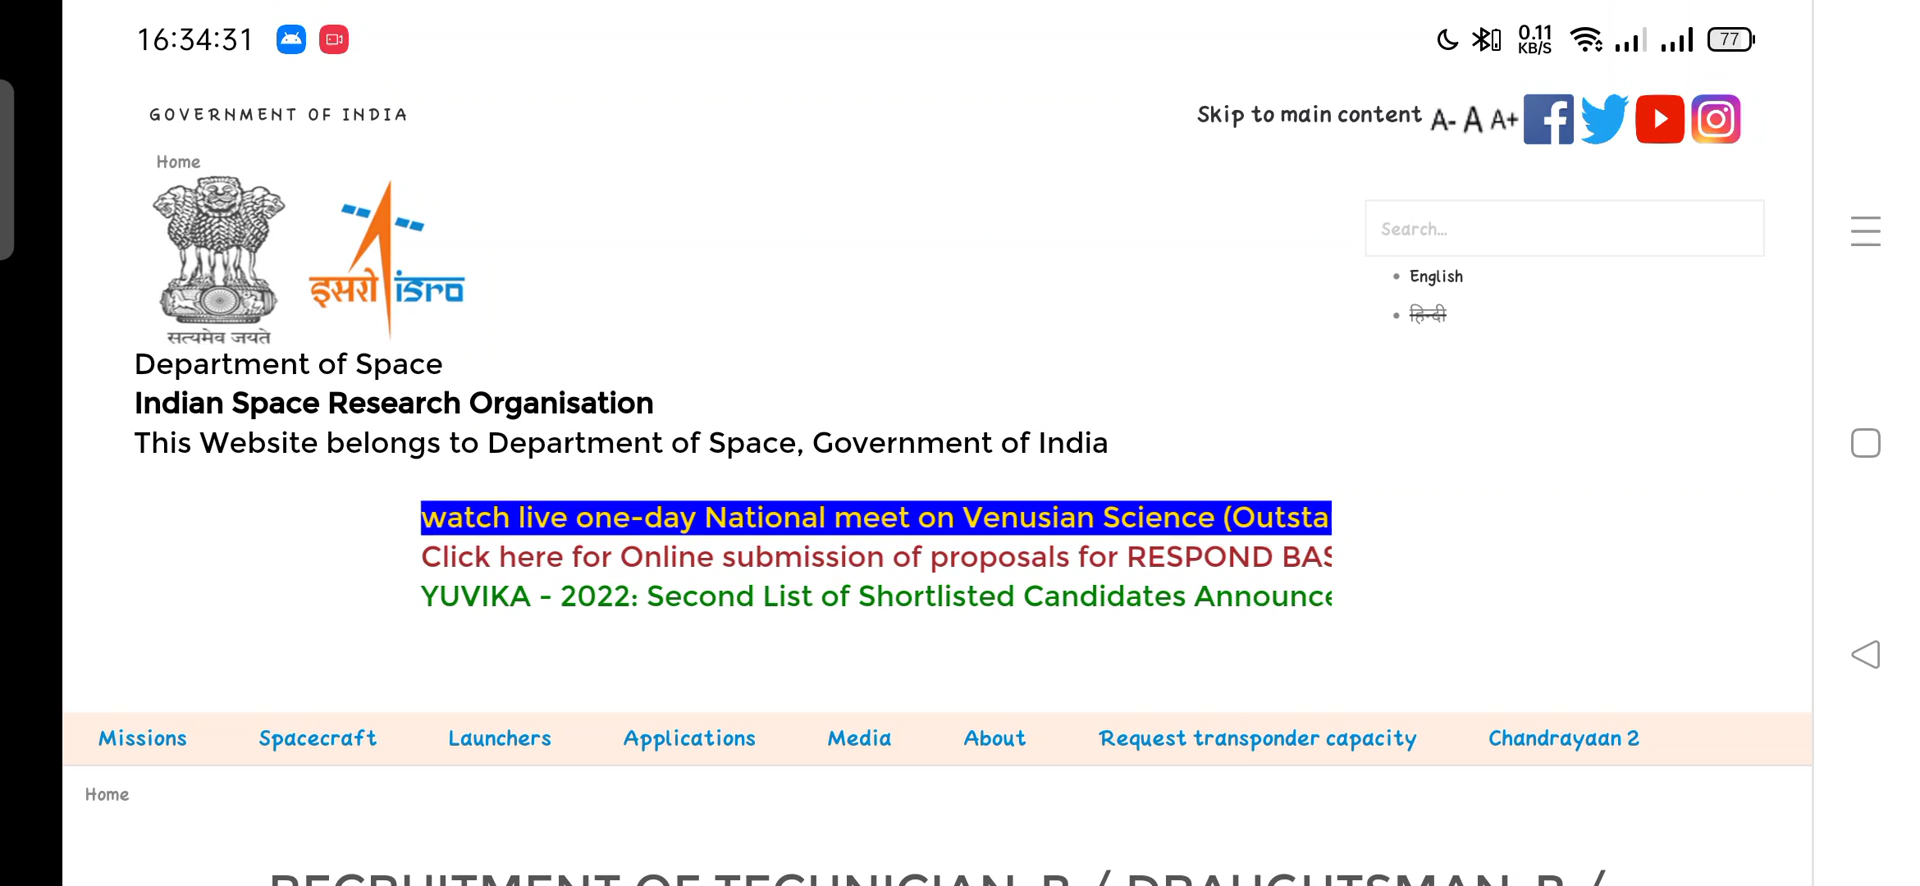 16:34:31
0.11 KB/S
77
GOVERNMENT OF INDIA
Skip to main content A- A A+
Home
Search...
English
हिन्दी
सत्यमेव जयते
इसरो isro
Department of Space
Indian Space Research Organisation
This Website belongs to Department of Space, Government of India
watch live one-day National meet on Venusian Science (Outsta
Click here for Online submission of proposals for RESPOND BAS
YUVIKA - 2022: Second List of Shortlisted Candidates Announce
Missions Spacecraft Launchers Applications Media About Request transponder capacity Chandrayaan 2
Home
RECRUITMENT OF TECHNICIAN-B / DRAUGHTSMAN-B /